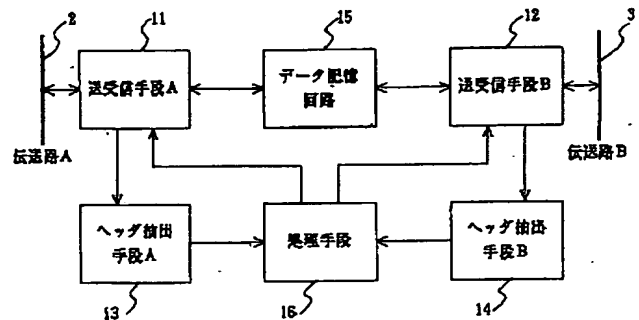 2
11
15
12
3
送受信手段A
データ記憶
回路
送受信手段B
伝送路A
伝送路B
ヘッダ抽出
手段A
処理手段
ヘッダ抽出
手段B
13
16
14